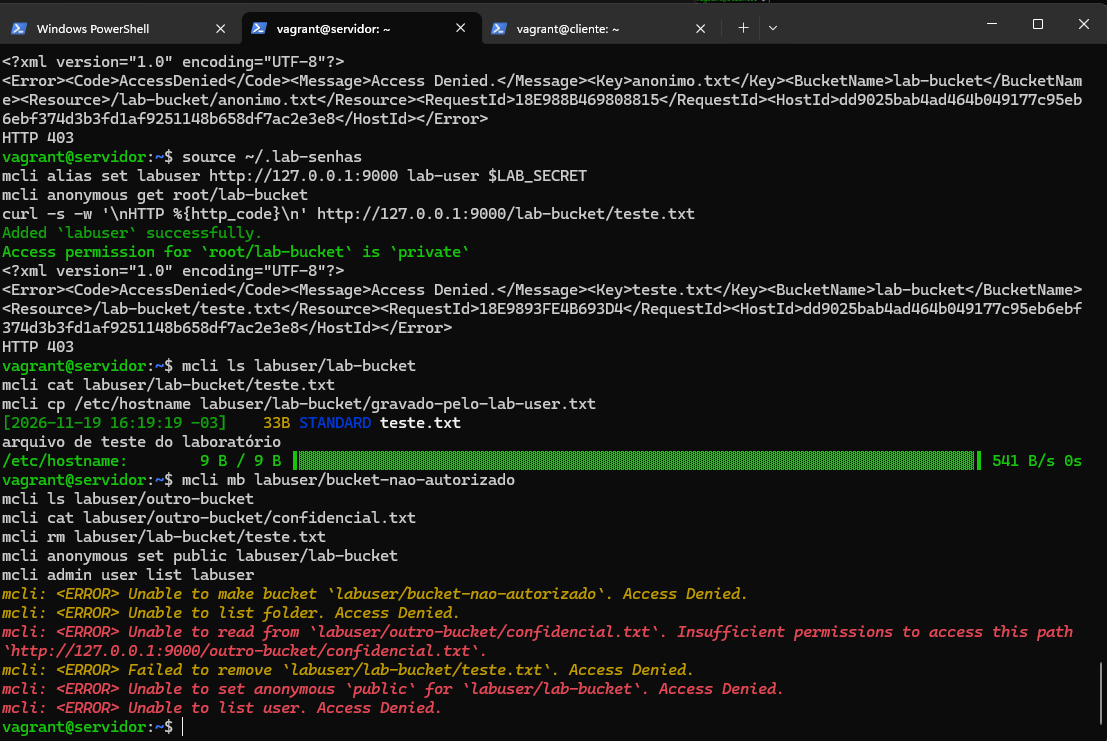 Windows PowerShell
vagrant@servidor: ~
vagrant@cliente: ~
<?xml version="1.0" encoding="UTF-8"?>
<Error><Code>AccessDenied</Code><Message>Access Denied.</Message><Key>anonimo.txt</Key><BucketName>lab-bucket</BucketNam
e><Resource>/lab-bucket/anonimo.txt</Resource><RequestId>18E988B469808815</RequestId><HostId>dd9025bab4ad464b049177c95eb
6ebf374d3b3fd1af9251148b658df7ac2e3e8</HostId></Error>
HTTP 403
vagrant@servidor:~$ source ~/.lab-senhas
mcli alias set labuser http://127.0.0.1:9000 lab-user $LAB_SECRET
mcli anonymous get root/lab-bucket
curl -s -w '\nHTTP %{http_code}\n' http://127.0.0.1:9000/lab-bucket/teste.txt
Added `labuser` successfully.
Access permission for `root/lab-bucket` is `private`
<?xml version="1.0" encoding="UTF-8"?>
<Error><Code>AccessDenied</Code><Message>Access Denied.</Message><Key>teste.txt</Key><BucketName>lab-bucket</BucketName>
<Resource>/lab-bucket/teste.txt</Resource><RequestId>18E9893FE4B693D4</RequestId><HostId>dd9025bab4ad464b049177c95eb6ebf
374d3b3fd1af9251148b658df7ac2e3e8</HostId></Error>
HTTP 403
vagrant@servidor:~$ mcli ls labuser/lab-bucket
mcli cat labuser/lab-bucket/teste.txt
mcli cp /etc/hostname labuser/lab-bucket/gravado-pelo-lab-user.txt
[2026-11-19 16:19:19 -03]    33B STANDARD teste.txt
arquivo de teste do laboratório
/etc/hostname:        9 B / 9 B 541 B/s 0s
vagrant@servidor:~$ mcli mb labuser/bucket-nao-autorizado
mcli ls labuser/outro-bucket
mcli cat labuser/outro-bucket/confidencial.txt
mcli rm labuser/lab-bucket/teste.txt
mcli anonymous set public labuser/lab-bucket
mcli admin user list labuser
mcli: <ERROR> Unable to make bucket `labuser/bucket-nao-autorizado`. Access Denied.
mcli: <ERROR> Unable to list folder. Access Denied.
mcli: <ERROR> Unable to read from `labuser/outro-bucket/confidencial.txt`. Insufficient permissions to access this path
`http://127.0.0.1:9000/outro-bucket/confidencial.txt`.
mcli: <ERROR> Failed to remove `labuser/lab-bucket/teste.txt`. Access Denied.
mcli: <ERROR> Unable to set anonymous `public` for `labuser/lab-bucket`. Access Denied.
mcli: <ERROR> Unable to list user. Access Denied.
vagrant@servidor:~$